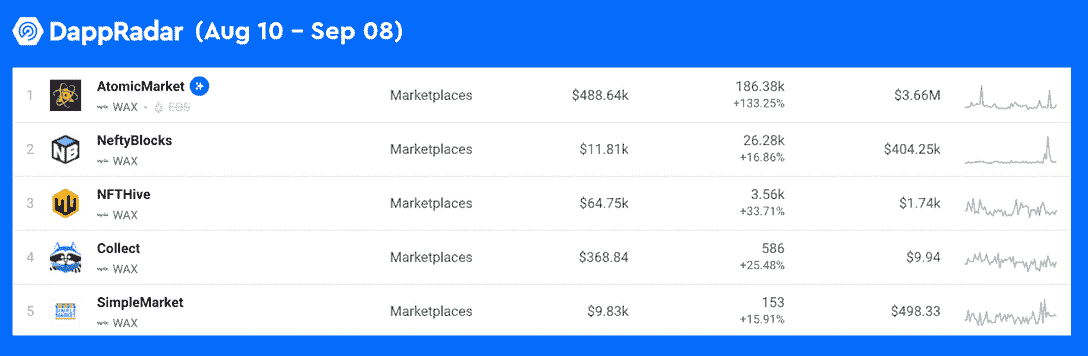 DappRadar (Aug 10 – Sep 08)
1 AtomicMarket Marketplaces $488.64k 186.38k $3.66M
WAX • EOS +133.25%
2 NeftyBlocks Marketplaces $11.81k 26.28k $404.25k
NB WAX +16.86%
3 NFTHive Marketplaces $64.75k 3.56k $1.74k
WAX +33.71%
4 Collect Marketplaces $368.84 586 $9.94
WAX +25.48%
5 SimpleMarket Marketplaces $9.83k 153 $498.33
SIMPLE MARKET WAX +15.91%